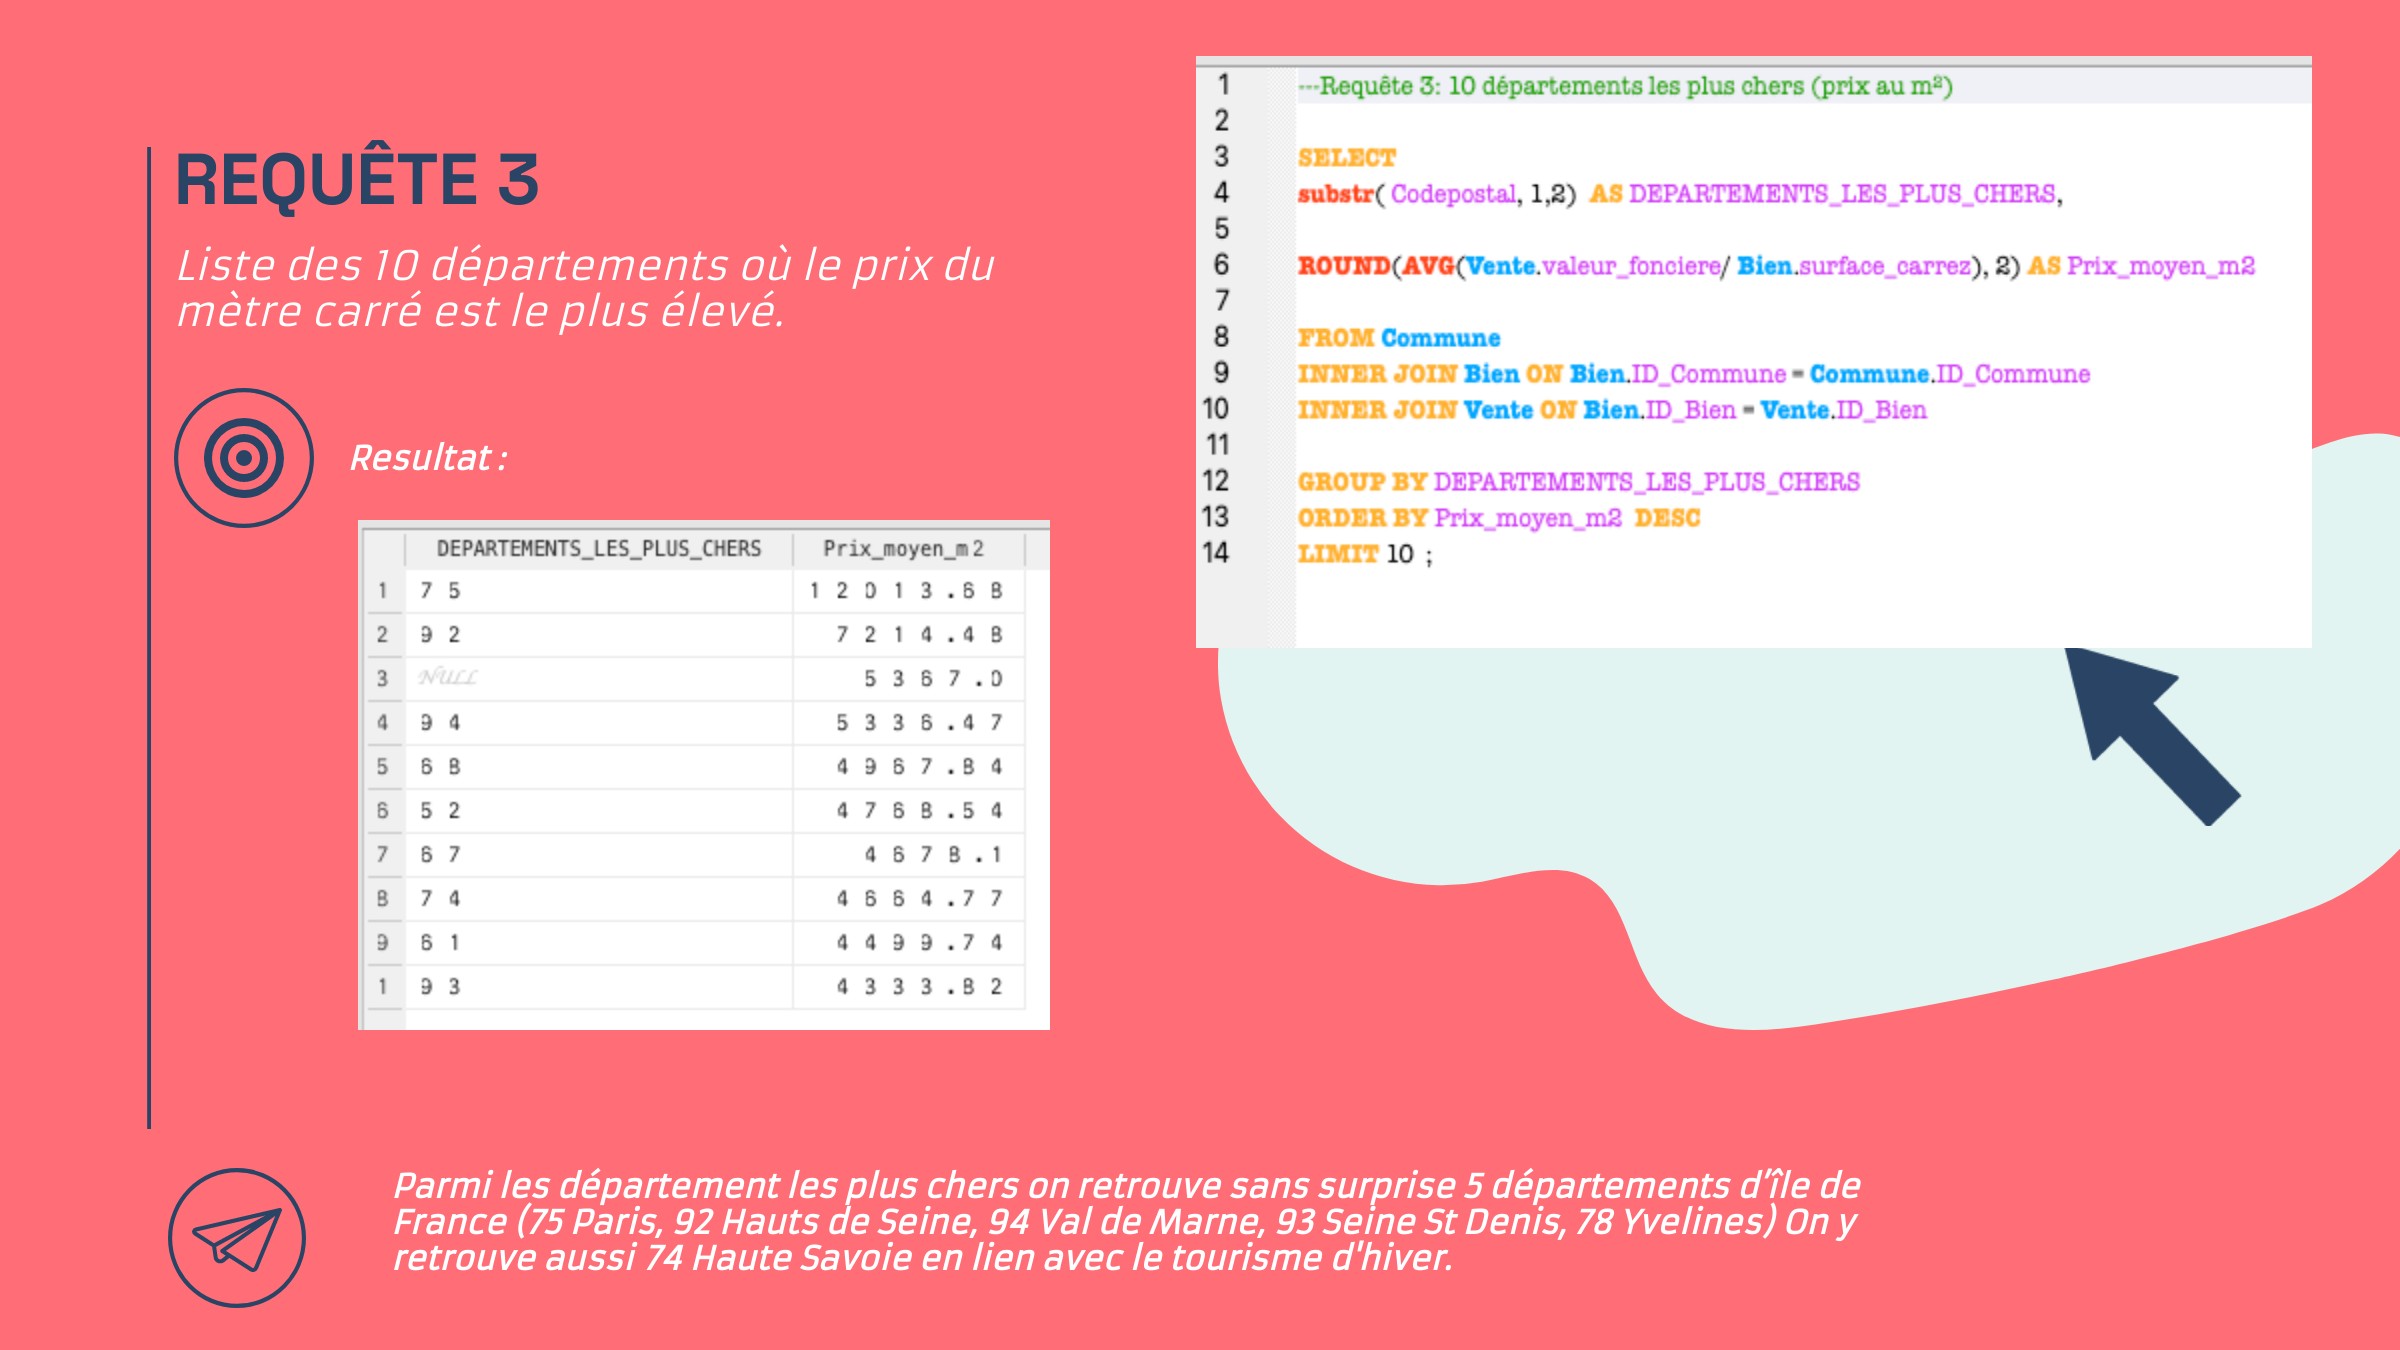 REQUÊTE 3
Liste des 10 départements où le prix du
mètre carré est le plus élevé.
Resultat :
DEPARTEMENTS_LES_PLUS_CHERS Prix_moyen_m2
1 75 12013.68
2 92 7214.48
3 NULL 5367.0
4 94 5336.47
5 68 4967.84
6 52 4768.54
7 67 4678.1
8 74 4664.77
9 61 4499.74
1 93 4333.82
1 ---Requête 3: 10 départements les plus chers (prix au m²)
2
3 SELECT
4 substr( Codepostal, 1,2) AS DEPARTEMENTS_LES_PLUS_CHERS,
5
6 ROUND(AVG(Vente.valeur_fonciere/ Bien.surface_carrez), 2) AS Prix_moyen_m2
7
8 FROM Commune
9 INNER JOIN Bien ON Bien.ID_Commune = Commune.ID_Commune
10 INNER JOIN Vente ON Bien.ID_Bien = Vente.ID_Bien
11
12 GROUP BY DEPARTEMENTS_LES_PLUS_CHERS
13 ORDER BY Prix_moyen_m2 DESC
14 LIMIT 10 ;
Parmi les département les plus chers on retrouve sans surprise 5 départements d'île de
France (75 Paris, 92 Hauts de Seine, 94 Val de Marne, 93 Seine St Denis, 78 Yvelines) On y
retrouve aussi 74 Haute Savoie en lien avec le tourisme d'hiver.